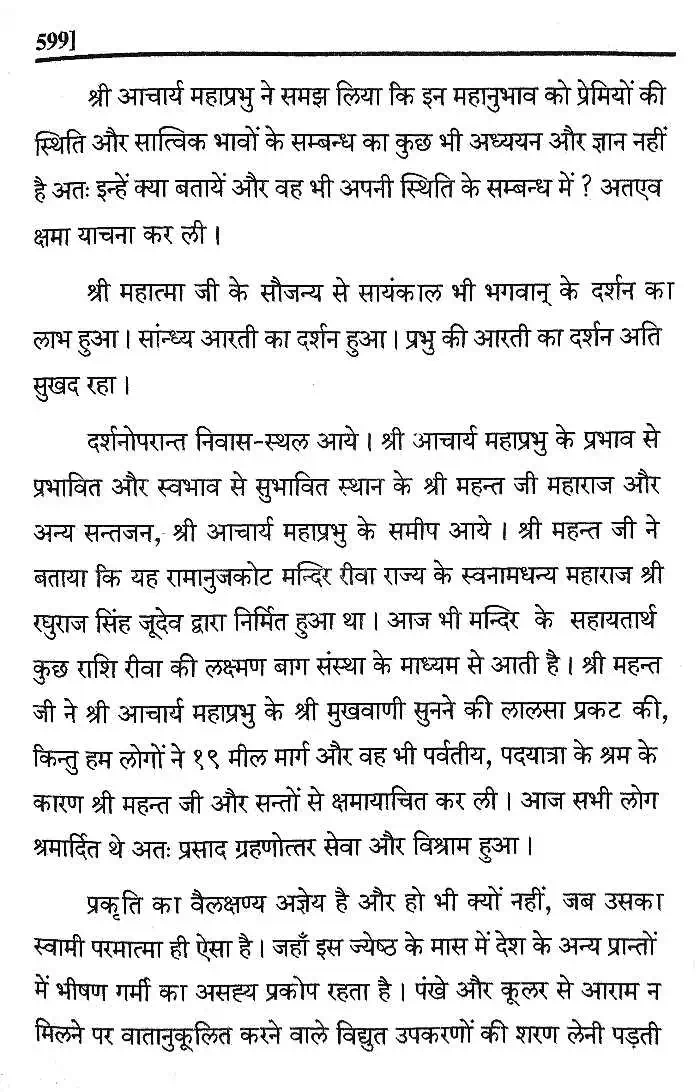 599]
श्री आचार्य महाप्रभु ने समझ लिया कि इन महानुभाव को प्रेमियों की
स्थिति और सात्विक भावों के सम्बन्ध का कुछ भी अध्ययन और ज्ञान नहीं
है अतः इन्हें क्या बतायें और वह भी अपनी स्थिति के सम्बन्ध में ? अतएव
क्षमा याचना कर ली ।
श्री महात्मा जी के सौजन्य से सायंकाल भी भगवान् के दर्शन का
लाभ हुआ । सांन्ध्य आरती का दर्शन हुआ । प्रभु की आरती का दर्शन अति
सुखद रहा ।
दर्शनोपरान्त निवास-स्थल आये । श्री आचार्य महाप्रभु के प्रभाव से
प्रभावित और स्वभाव से सुभावित स्थान के श्री महन्त जी महाराज और
अन्य सन्तजन, श्री आचार्य महाप्रभु के समीप आये । श्री महन्त जी ने
बताया कि यह रामानुजकोट मन्दिर रीवा राज्य के स्वनामधन्य महाराज श्री
रघुराज सिंह जूदेव द्वारा निर्मित हुआ था । आज भी मन्दिर के सहायतार्थ
कुछ राशि रीवा की लक्ष्मण बाग संस्था के माध्यम से आती है । श्री महन्त
जी ने श्री आचार्य महाप्रभु के श्री मुखवाणी सुनने की लालसा प्रकट की,
किन्तु हम लोगों ने १९ मील मार्ग और वह भी पर्वतीय, पदयात्रा के श्रम के
कारण श्री महन्त जी और सन्तों से क्षमायाचित कर ली । आज सभी लोग
श्रमार्दित थे अतः प्रसाद ग्रहणोत्तर सेवा और विश्राम हुआ ।
प्रकृति का वैलक्षण्य अज्ञेय है और हो भी क्यों नहीं, जब उसका
स्वामी परमात्मा ही ऐसा है । जहाँ इस ज्येष्ठ के मास में देश के अन्य प्रान्तों
में भीषण गर्मी का असह्य प्रकोप रहता है । पंखे और कूलर से आराम न
मिलने पर वातानुकूलित करने वाले विद्युत उपकरणों की शरण लेनी पड़ती